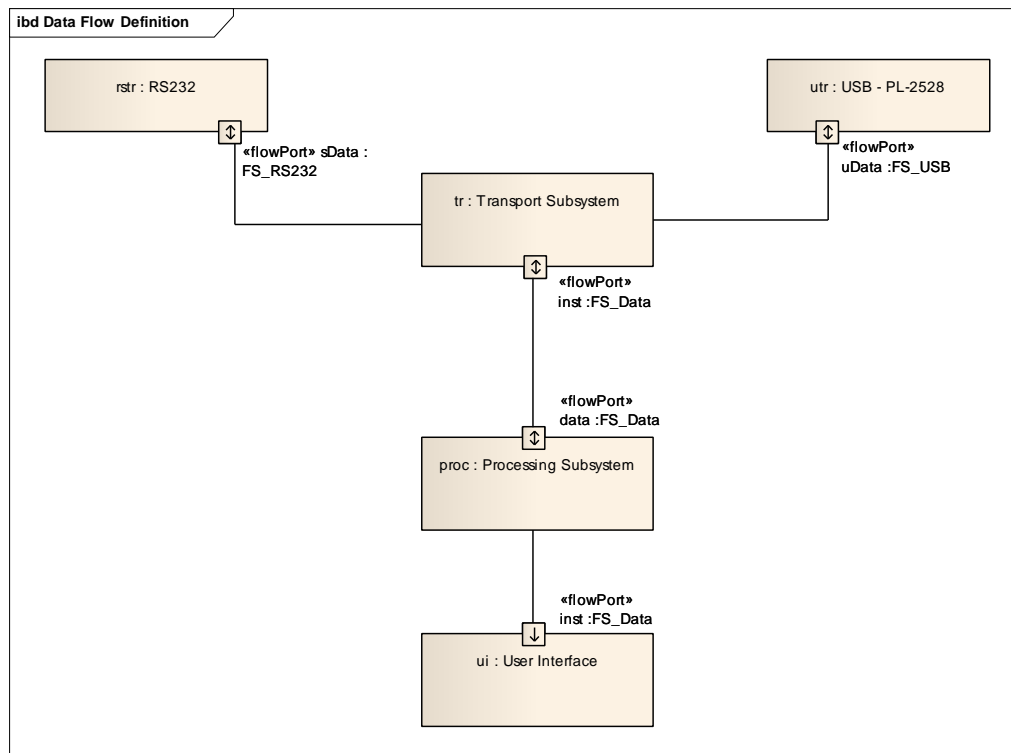 ibd Data Flow Definition
rstr : RS232
utr : USB - PL-2528
«flowPort» sData :
FS_RS232
«flowPort»
uData :FS_USB
tr : Transport Subsystem
«flowPort»
inst :FS_Data
«flowPort»
data :FS_Data
proc : Processing Subsystem
«flowPort»
inst :FS_Data
ui : User Interface